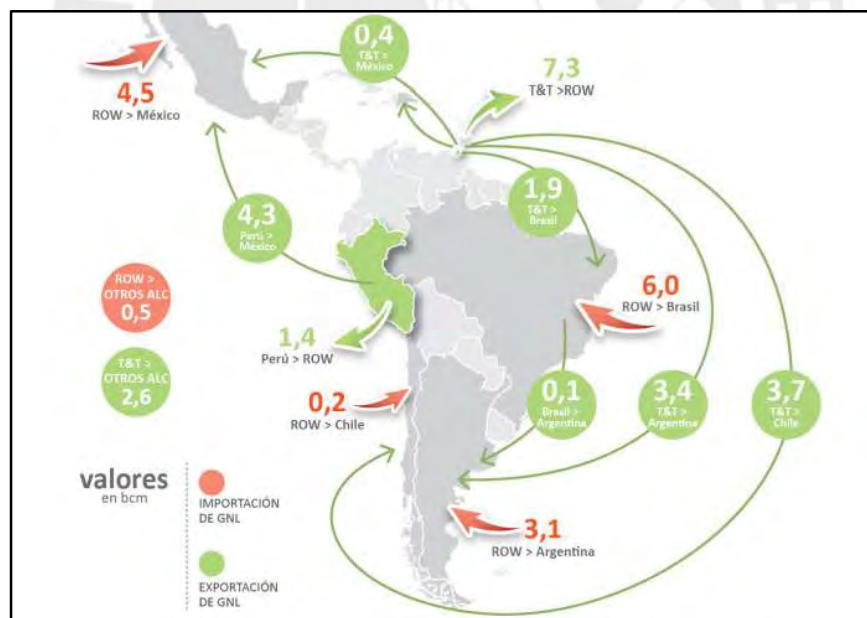 0,4
T&T >
México
7,3
T&T >ROW
4,5
ROW > México
1,9
T&T >
Brasil
4,3
Perú >
México
6,0
ROW > Brasil
ROW >
OTROS ALC
0,5
1,4
Perú > ROW
T&T >
OTROS ALC
2,6
0,2
ROW > Chile
0,1
Brasil >
Argentina
3,4
T&T >
Argentina
3,7
T&T >
Chile
valores
en bcm
IMPORTACIÓN
DE GNL
3,1
ROW > Argentina
EXPORTACIÓN
DE GNL